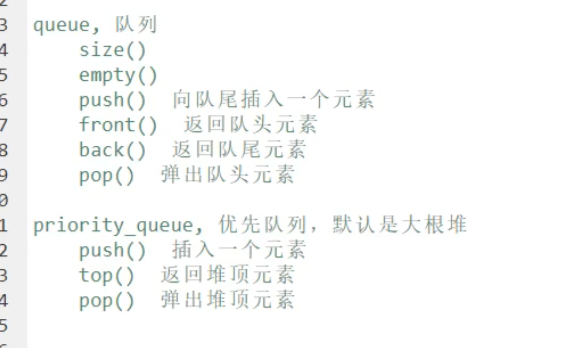 3 queue, 队列
4 size()
5 empty()
6 push() 向队尾插入一个元素
7 front() 返回队头元素
8 back() 返回队尾元素
9 pop() 弹出队头元素
0
1 priority_queue, 优先队列，默认是大根堆
2 push() 插入一个元素
3 top() 返回堆顶元素
4 pop() 弹出堆顶元素
5